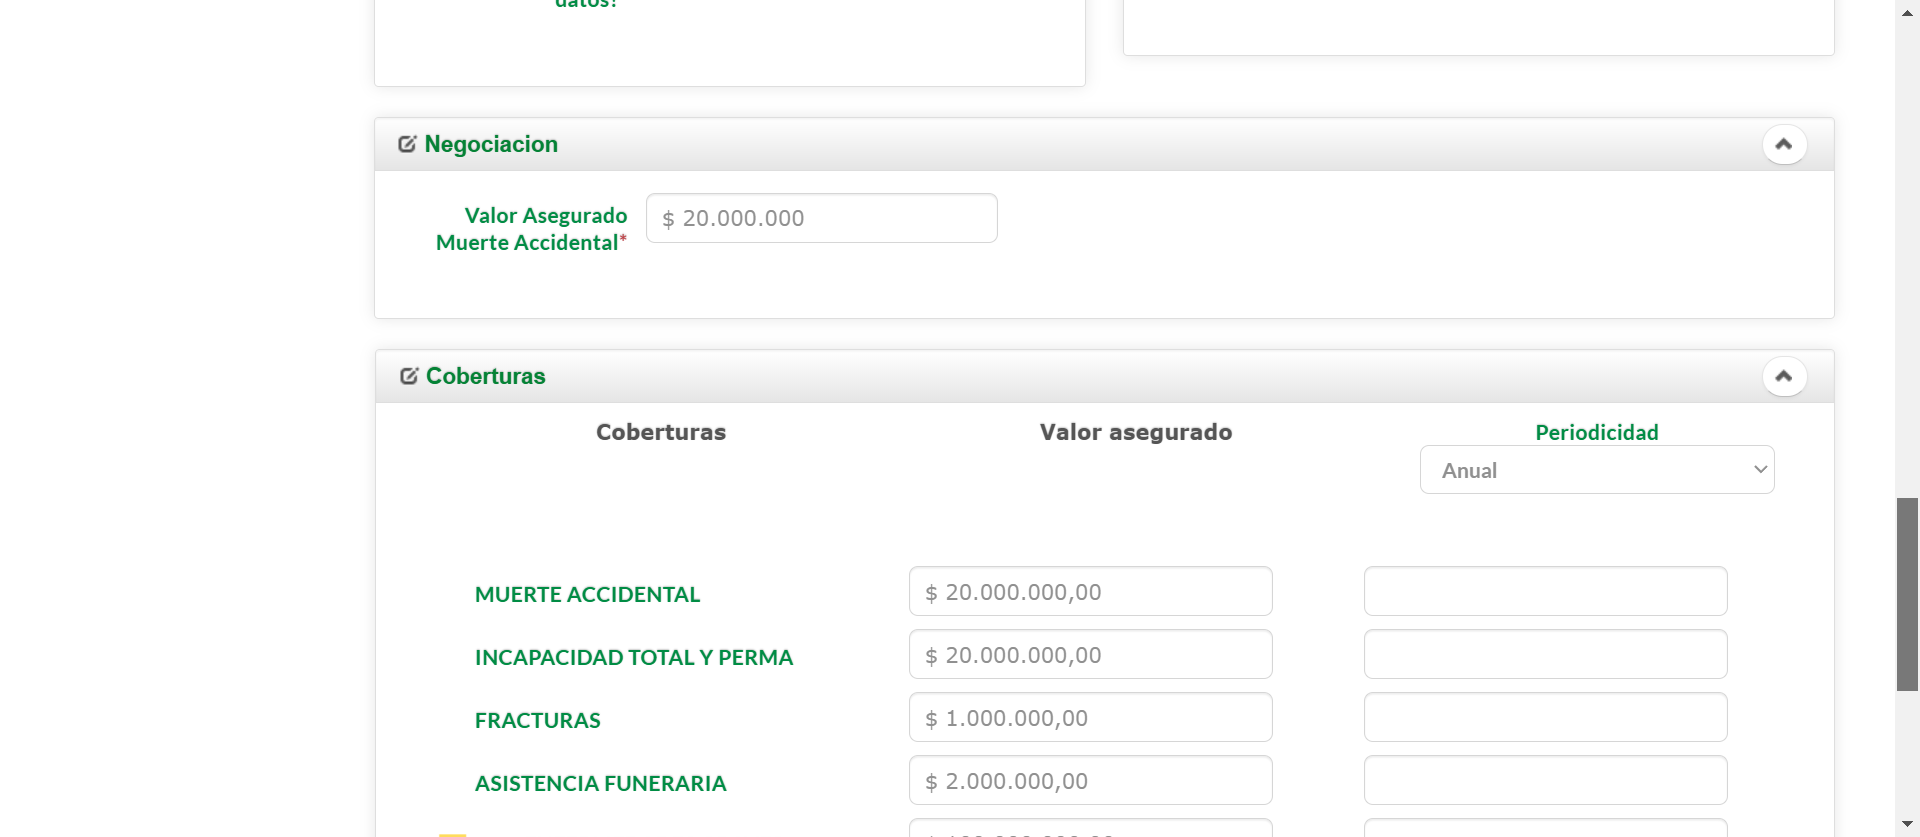 datos?
Negociacion
Valor Asegurado
Muerte Accidental*
$ 20.000.000
Coberturas
Coberturas
Valor asegurado
Periodicidad
Anual
MUERTE ACCIDENTAL
$ 20.000.000,00
INCAPACIDAD TOTAL Y PERMA
$ 20.000.000,00
FRACTURAS
$ 1.000.000,00
ASISTENCIA FUNERARIA
$ 2.000.000,00